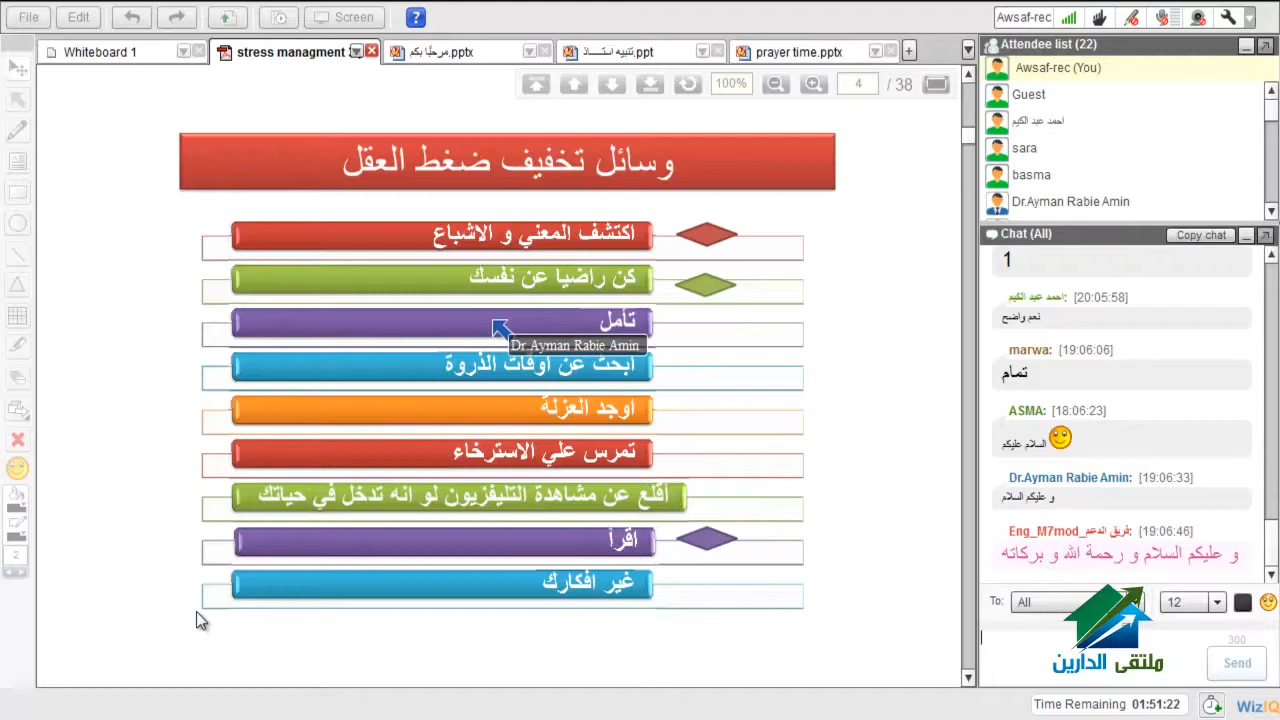 File
Edit
Screen
?
Awsaf-rec
Whiteboard 1
stress managment
مرحبًا بكم.pptx
تنبيه استـــاذ.ppt
prayer time.pptx
100%
4
/ 38
وسائل تخفيف ضغط العقل
اكتشف المعني و الاشباع
كن راضيا عن نفسك
تأمل
Dr.Ayman Rabie Amin
ابحث عن اوقات الذروة
اوجد العزلة
تمرس علي الاسترخاء
أقلع عن مشاهدة التليفزيون لو انه تدخل في حياتك
اقرأ
غير افكارك
2
Attendee list (22)
Awsaf-rec (You)
Guest
احمد عبد الكيم
sara
basma
Dr.Ayman Rabie Amin
Chat (All)
Copy chat
1
احمد عبد الكيم: [20:05:58]
نعم واضح
marwa: [19:06:06]
تمام
ASMA: [18:06:23]
السلام عليكم
Dr.Ayman Rabie Amin: [19:06:33]
و عليكم السلام
Eng_M7mod_فريق الدعم: [19:06:46]
و عليكم السلام و رحمة الله و بركاته
To:
All
12
300
Send
ملتقى الدارين
Time Remaining 01:51:22
WizIQ